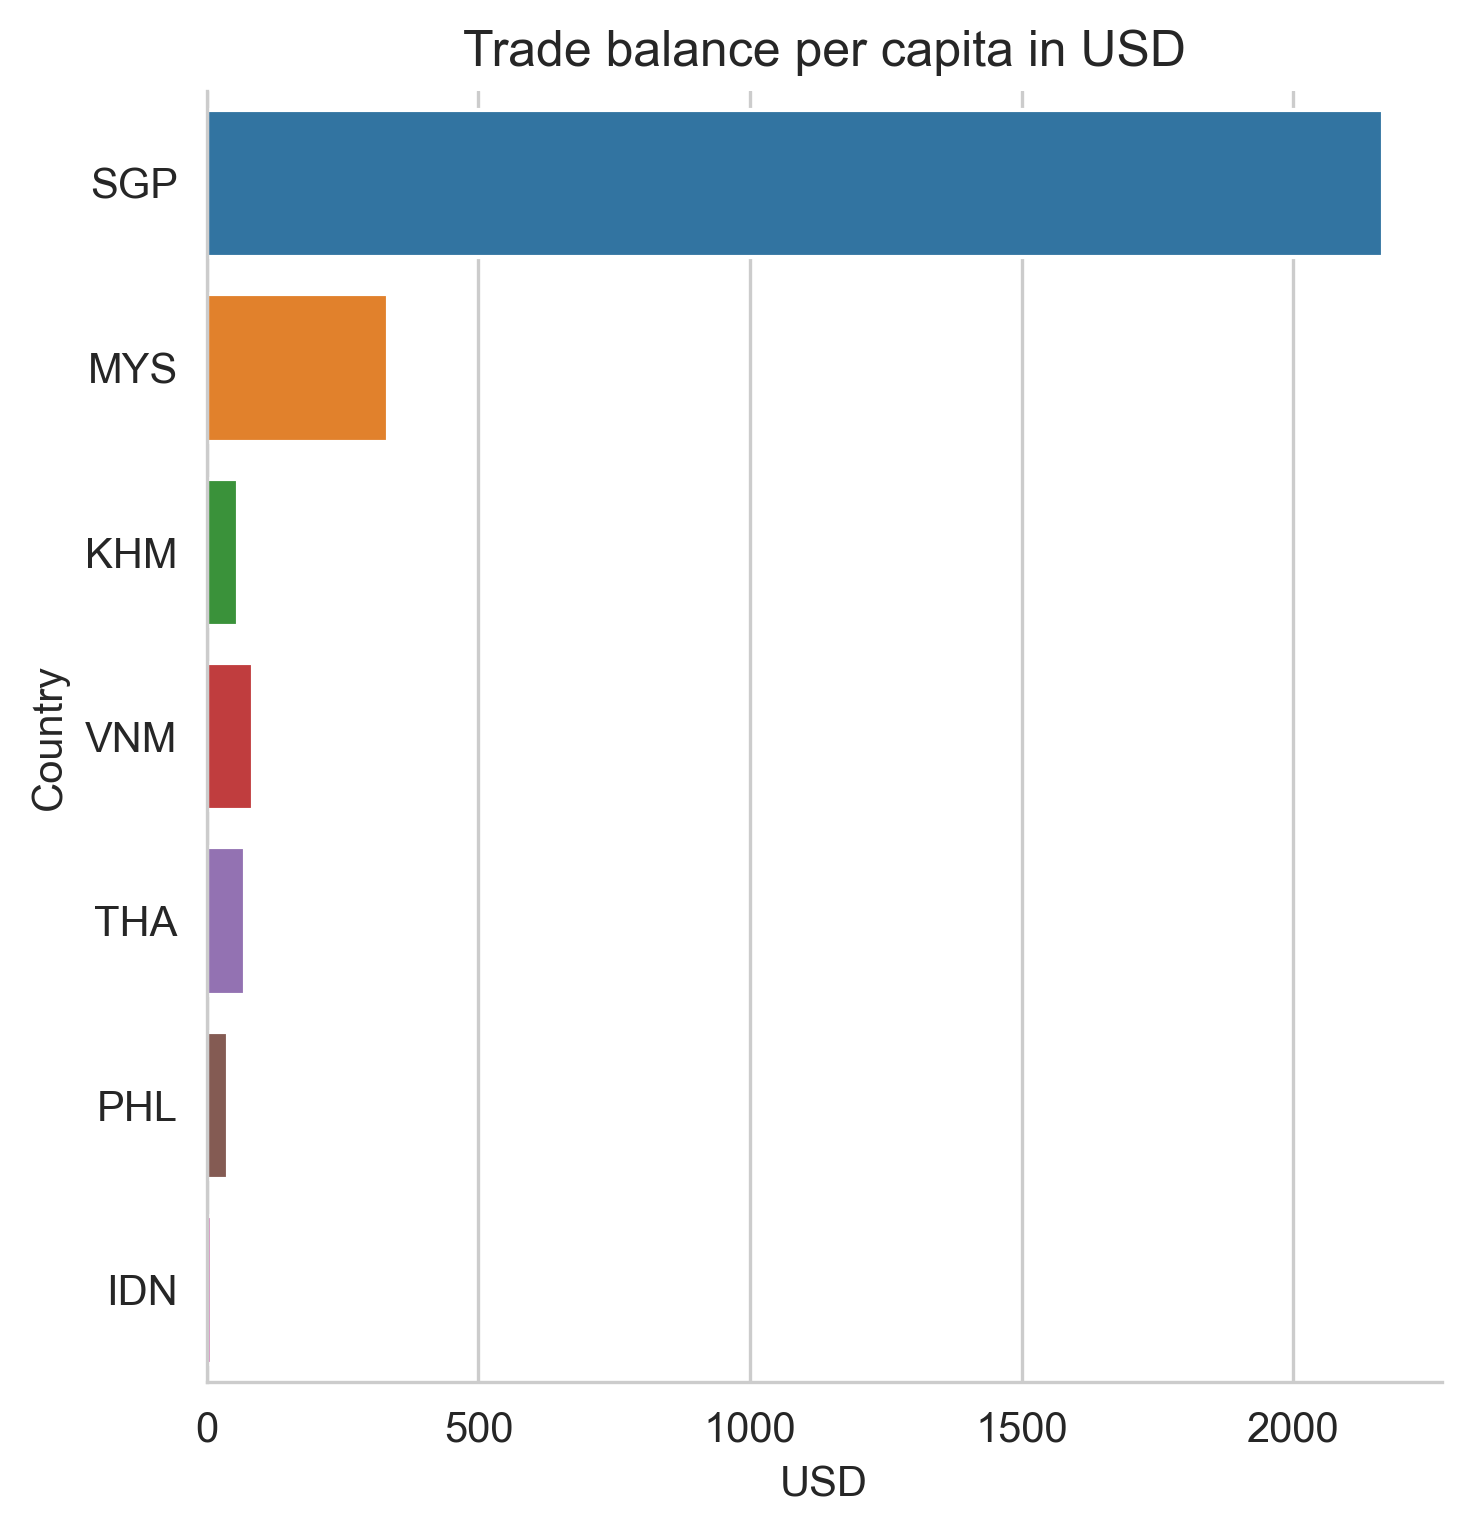 Trade balance per capita in USD
SGP
MYS
KHM
VNM
THA
PHL
IDN
Country
0 500 1000 1500 2000
USD